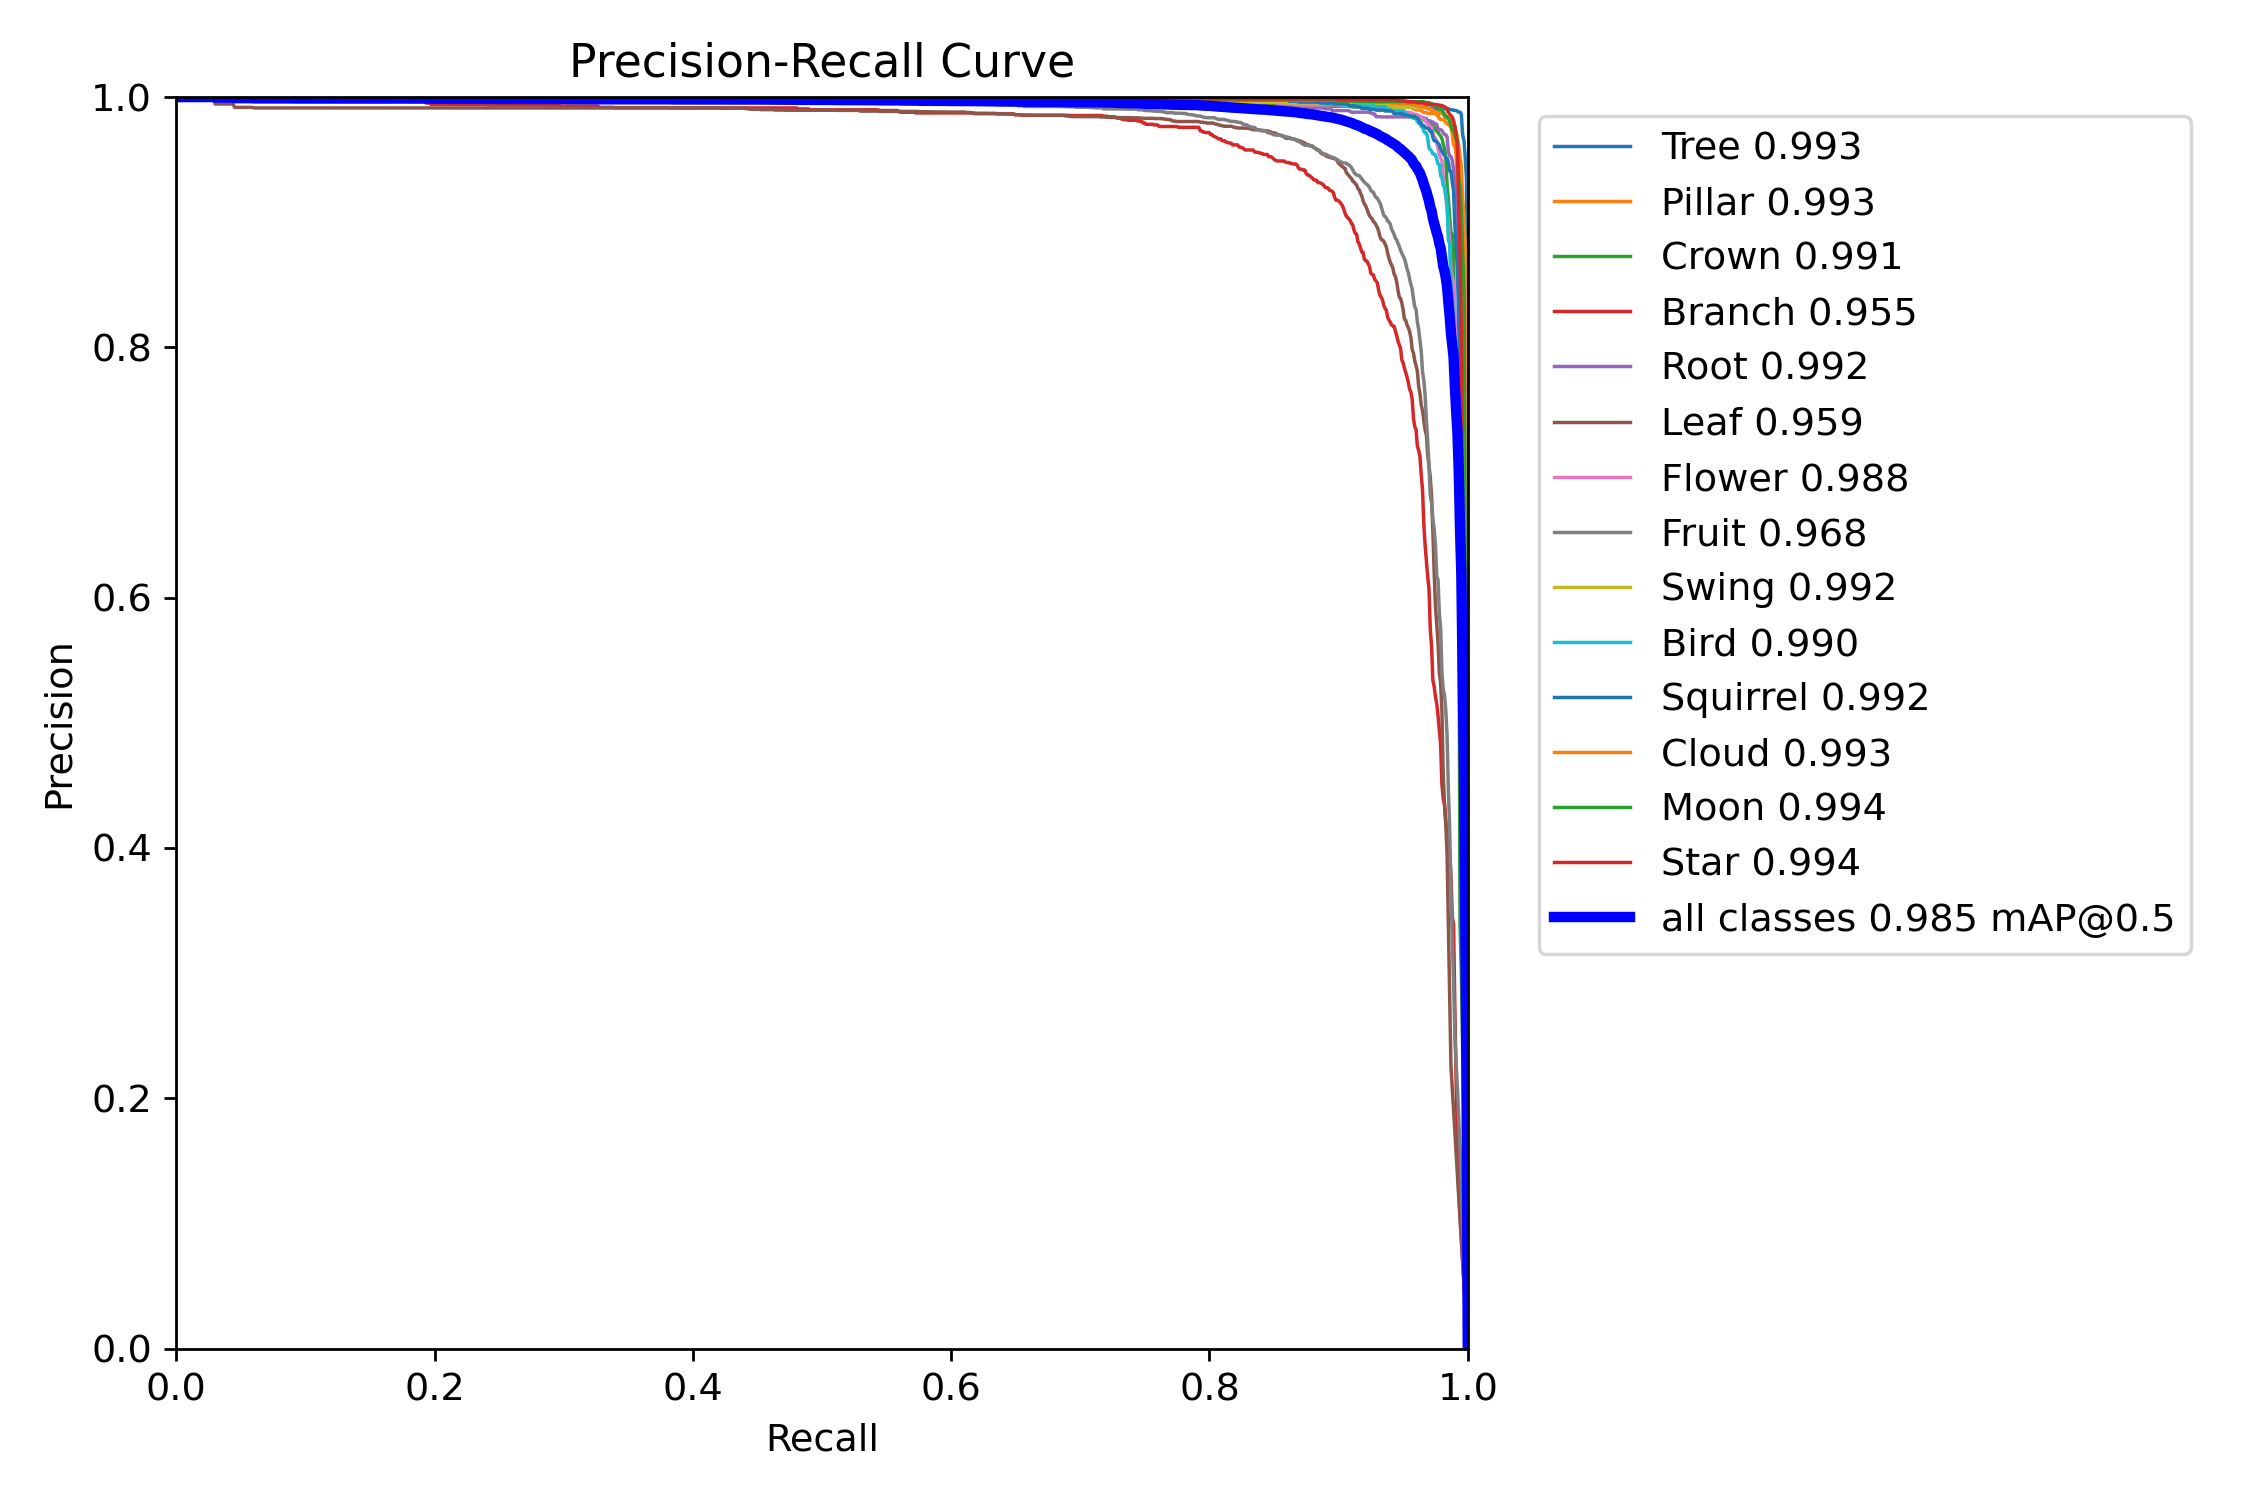 Precision-Recall Curve
1.0
0.8
0.6
0.4
0.2
0.0
Precision
0.0 0.2 0.4 0.6 0.8 1.0
Recall
Tree 0.993
Pillar 0.993
Crown 0.991
Branch 0.955
Root 0.992
Leaf 0.959
Flower 0.988
Fruit 0.968
Swing 0.992
Bird 0.990
Squirrel 0.992
Cloud 0.993
Moon 0.994
Star 0.994
all classes 0.985 mAP@0.5